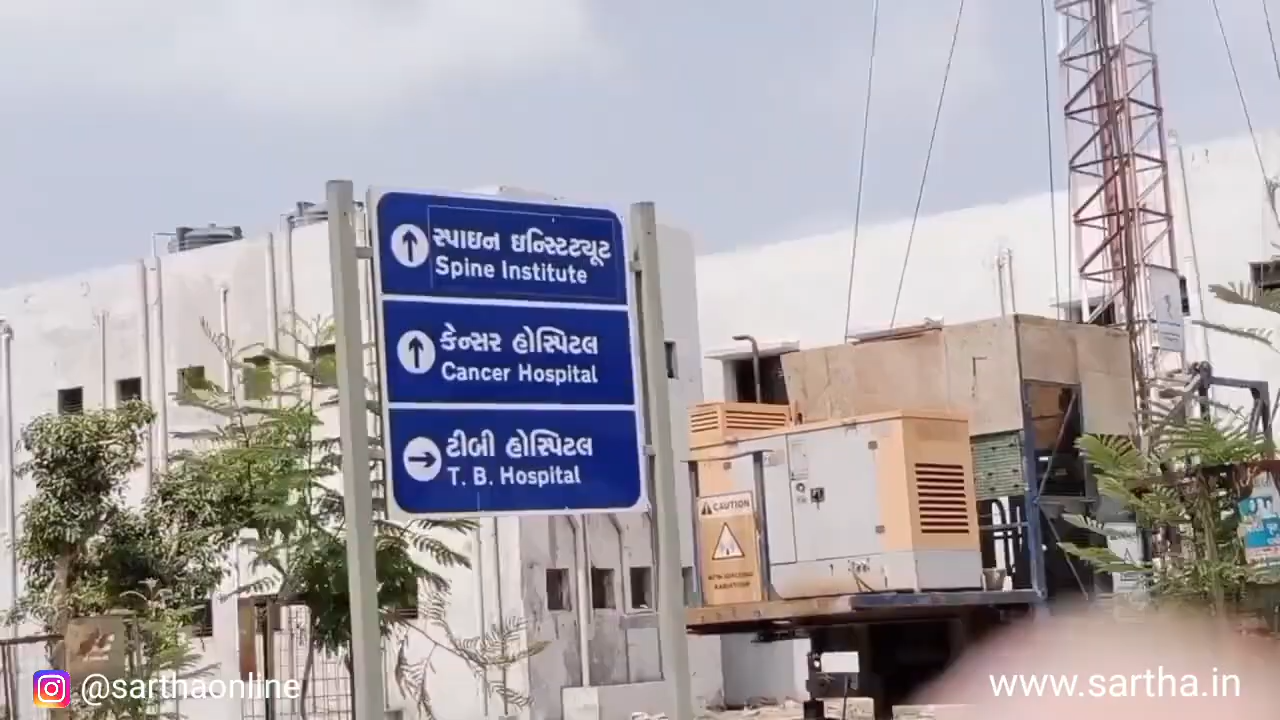 સ્પાઇન ઇન્સ્ટિટ્યૂટ
Spine Institute
કેન્સર હોસ્પિટલ
Cancer Hospital
ટીબી હોસ્પિટલ
T. B. Hospital
CAUTION
@sarthaonline
www.sartha.in